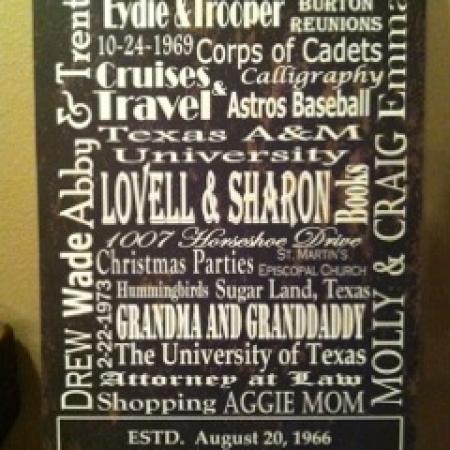 Eydie & Trooper
BURTON
REUNIONS
10-24-1969
Corps of Cadets
Cruises
&
Travel
Calligraphy
Astros Baseball
Texas A&M
University
LOVELL & SHARON
Books
1007 Horseshoe Drive
Christmas Parties
ST. MARTIN'S
EPISCOPAL CHURCH
Hummingbirds
Sugar Land, Texas
GRANDMA AND GRANDDADDY
The University of Texas
Attorney at Law
Shopping
AGGIE MOM
DREW
Wade
Abby & Trent
2-22-1973
MOLLY & CRAIG
Emma
ESTD. August 20, 1966